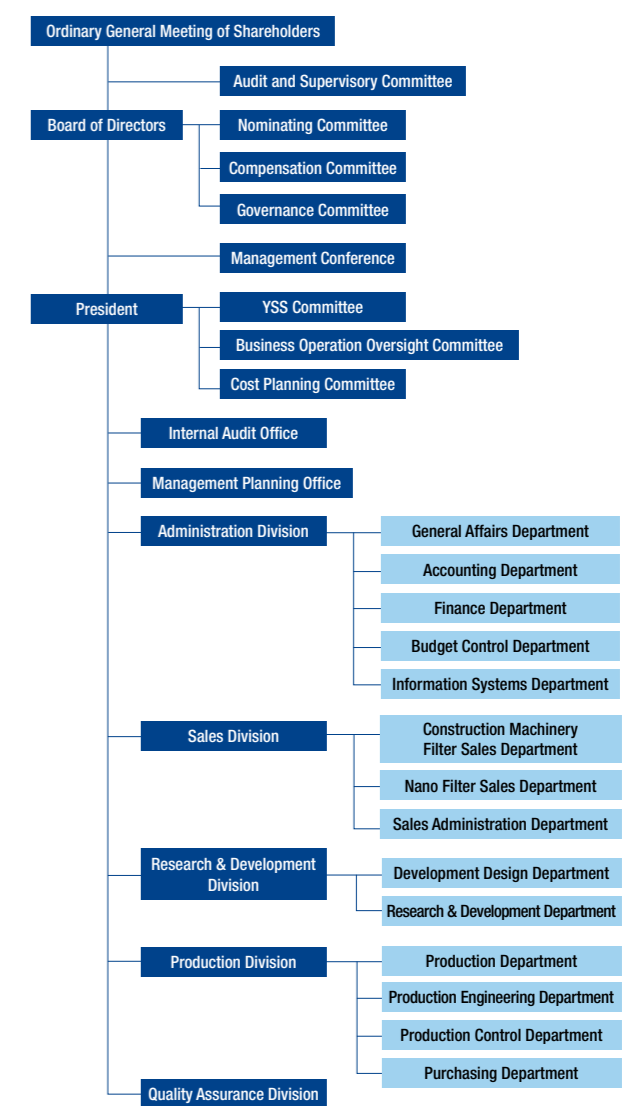 Ordinary General Meeting of Shareholders
Audit and Supervisory Committee
Board of Directors
Nominating Committee
Compensation Committee
Governance Committee
Management Conference
President
YSS Committee
Business Operation Oversight Committee
Cost Planning Committee
Internal Audit Office
Management Planning Office
Administration Division
General Affairs Department
Accounting Department
Finance Department
Budget Control Department
Information Systems Department
Sales Division
Construction Machinery
Filter Sales Department
Nano Filter Sales Department
Sales Administration Department
Research & Development
Division
Development Design Department
Research & Development Department
Production Division
Production Department
Production Engineering Department
Production Control Department
Purchasing Department
Quality Assurance Division